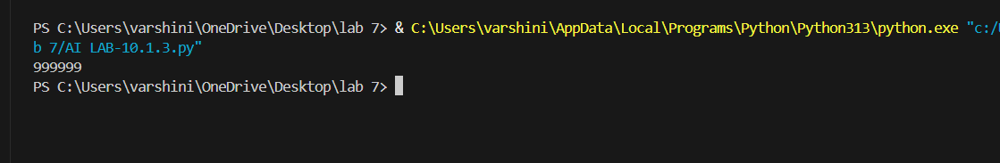 PS C:\Users\varshini\OneDrive\Desktop\lab 7> & C:\Users\varshini\AppData\Local\Programs\Python\Python313\python.exe "c:/
b 7/AI LAB-10.1.3.py"
999999
PS C:\Users\varshini\OneDrive\Desktop\lab 7>